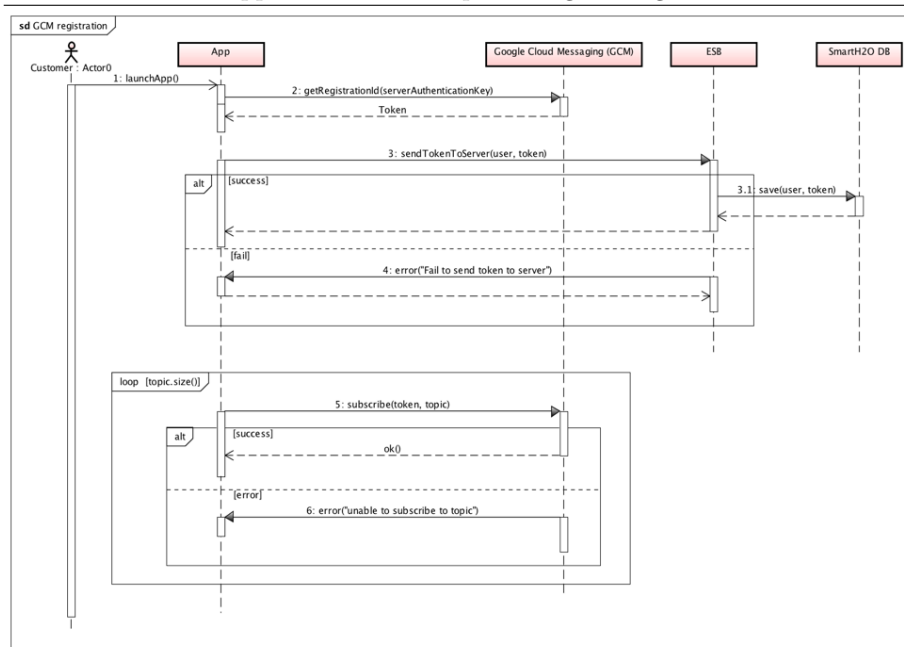 sd GCM registration
Customer : Actor0
App
Google Cloud Messaging (GCM)
ESB
SmartH2O DB
1: launchApp()
2: getRegistrationId(serverAuthenticationKey)
Token
3: sendTokenToServer(user, token)
alt
[success]
3.1: save(user, token)
[fail]
4: error("Fail to send token to server")
loop [topic.size()]
5: subscribe(token, topic)
alt
[success]
ok()
[error]
6: error("unable to subscribe to topic")